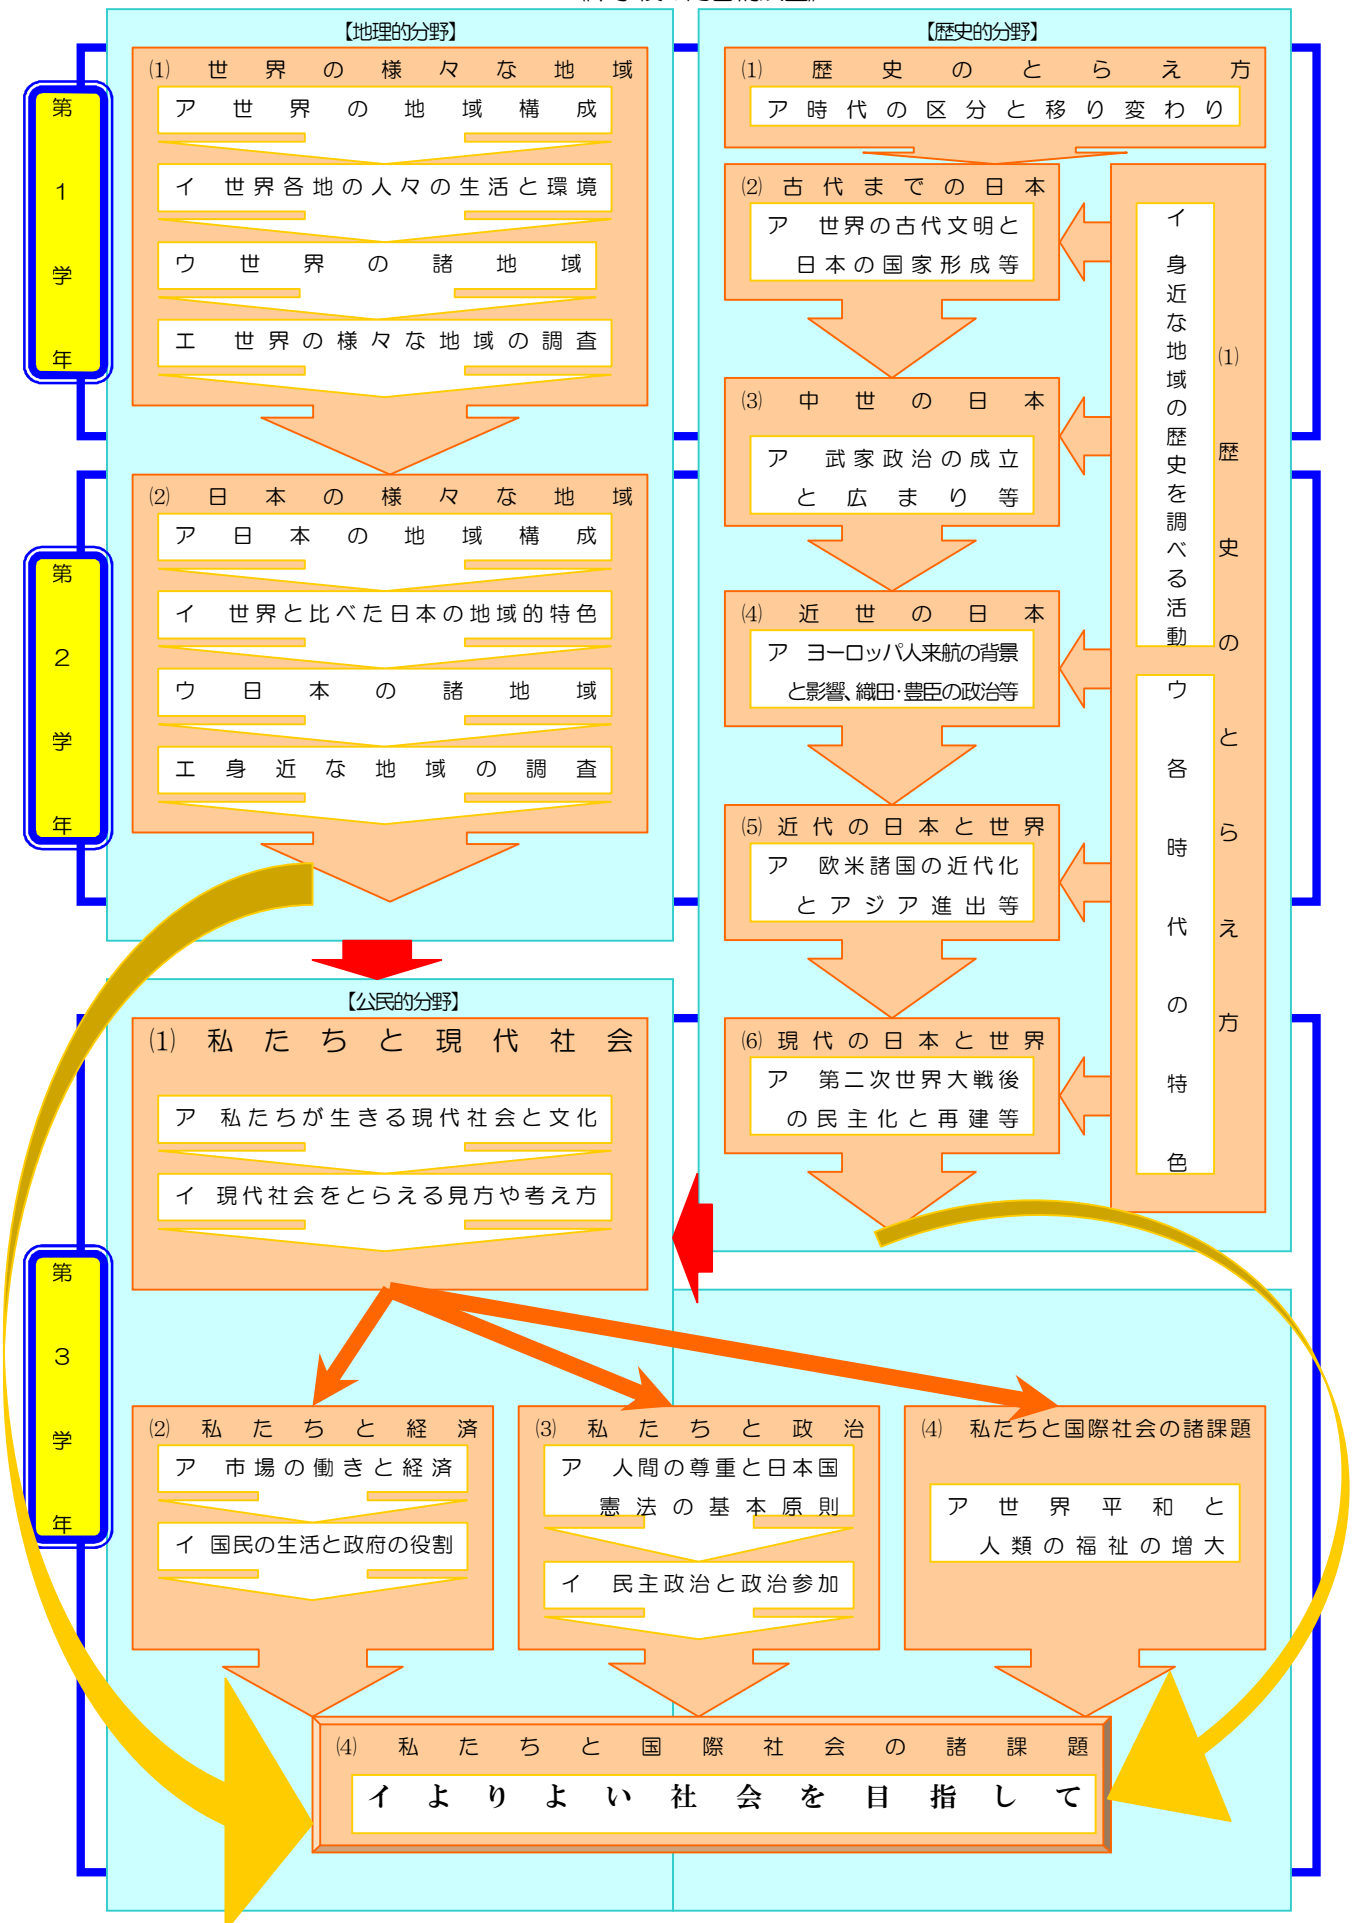 【地理的分野】
⑴ 世界の様々な地域
ア 世界の地域構成
イ 世界各地の人々の生活と環境
ウ 世界の諸地域
エ 世界の様々な地域の調査
⑵ 日本の様々な地域
ア 日本の地域構成
イ 世界と比べた日本の地域的特色
ウ 日本の諸地域
エ 身近な地域の調査
【歴史的分野】
⑴ 歴史のとらえ方
ア 時代の区分と移り変わり
⑵ 古代までの日本
ア 世界の古代文明と
日本の国家形成等
⑶ 中世の日本
ア 武家政治の成立
と広まり等
⑷ 近世の日本
ア ヨーロッパ人来航の背景
と影響、織田・豊臣の政治等
⑸ 近代の日本と世界
ア 欧米諸国の近代化
とアジア進出等
⑹ 現代の日本と世界
ア 第二次世界大戦後
の民主化と再建等
⑴ 歴史のとらえ方
イ 身近な地域の歴史を調べる活動
ウ 各時代の特色
第1学年
第2学年
第3学年
【公民的分野】
⑴ 私たちと現代社会
ア 私たちが生きる現代社会と文化
イ 現代社会をとらえる見方や考え方
⑵ 私たちと経済
ア 市場の働きと経済
イ 国民の生活と政府の役割
⑶ 私たちと政治
ア 人間の尊重と日本国
憲法の基本原則
イ 民主政治と政治参加
⑷ 私たちと国際社会の諸課題
ア 世界平和と
人類の福祉の増大
⑷ 私たちと国際社会の諸課題
イ よりよい社会を目指して